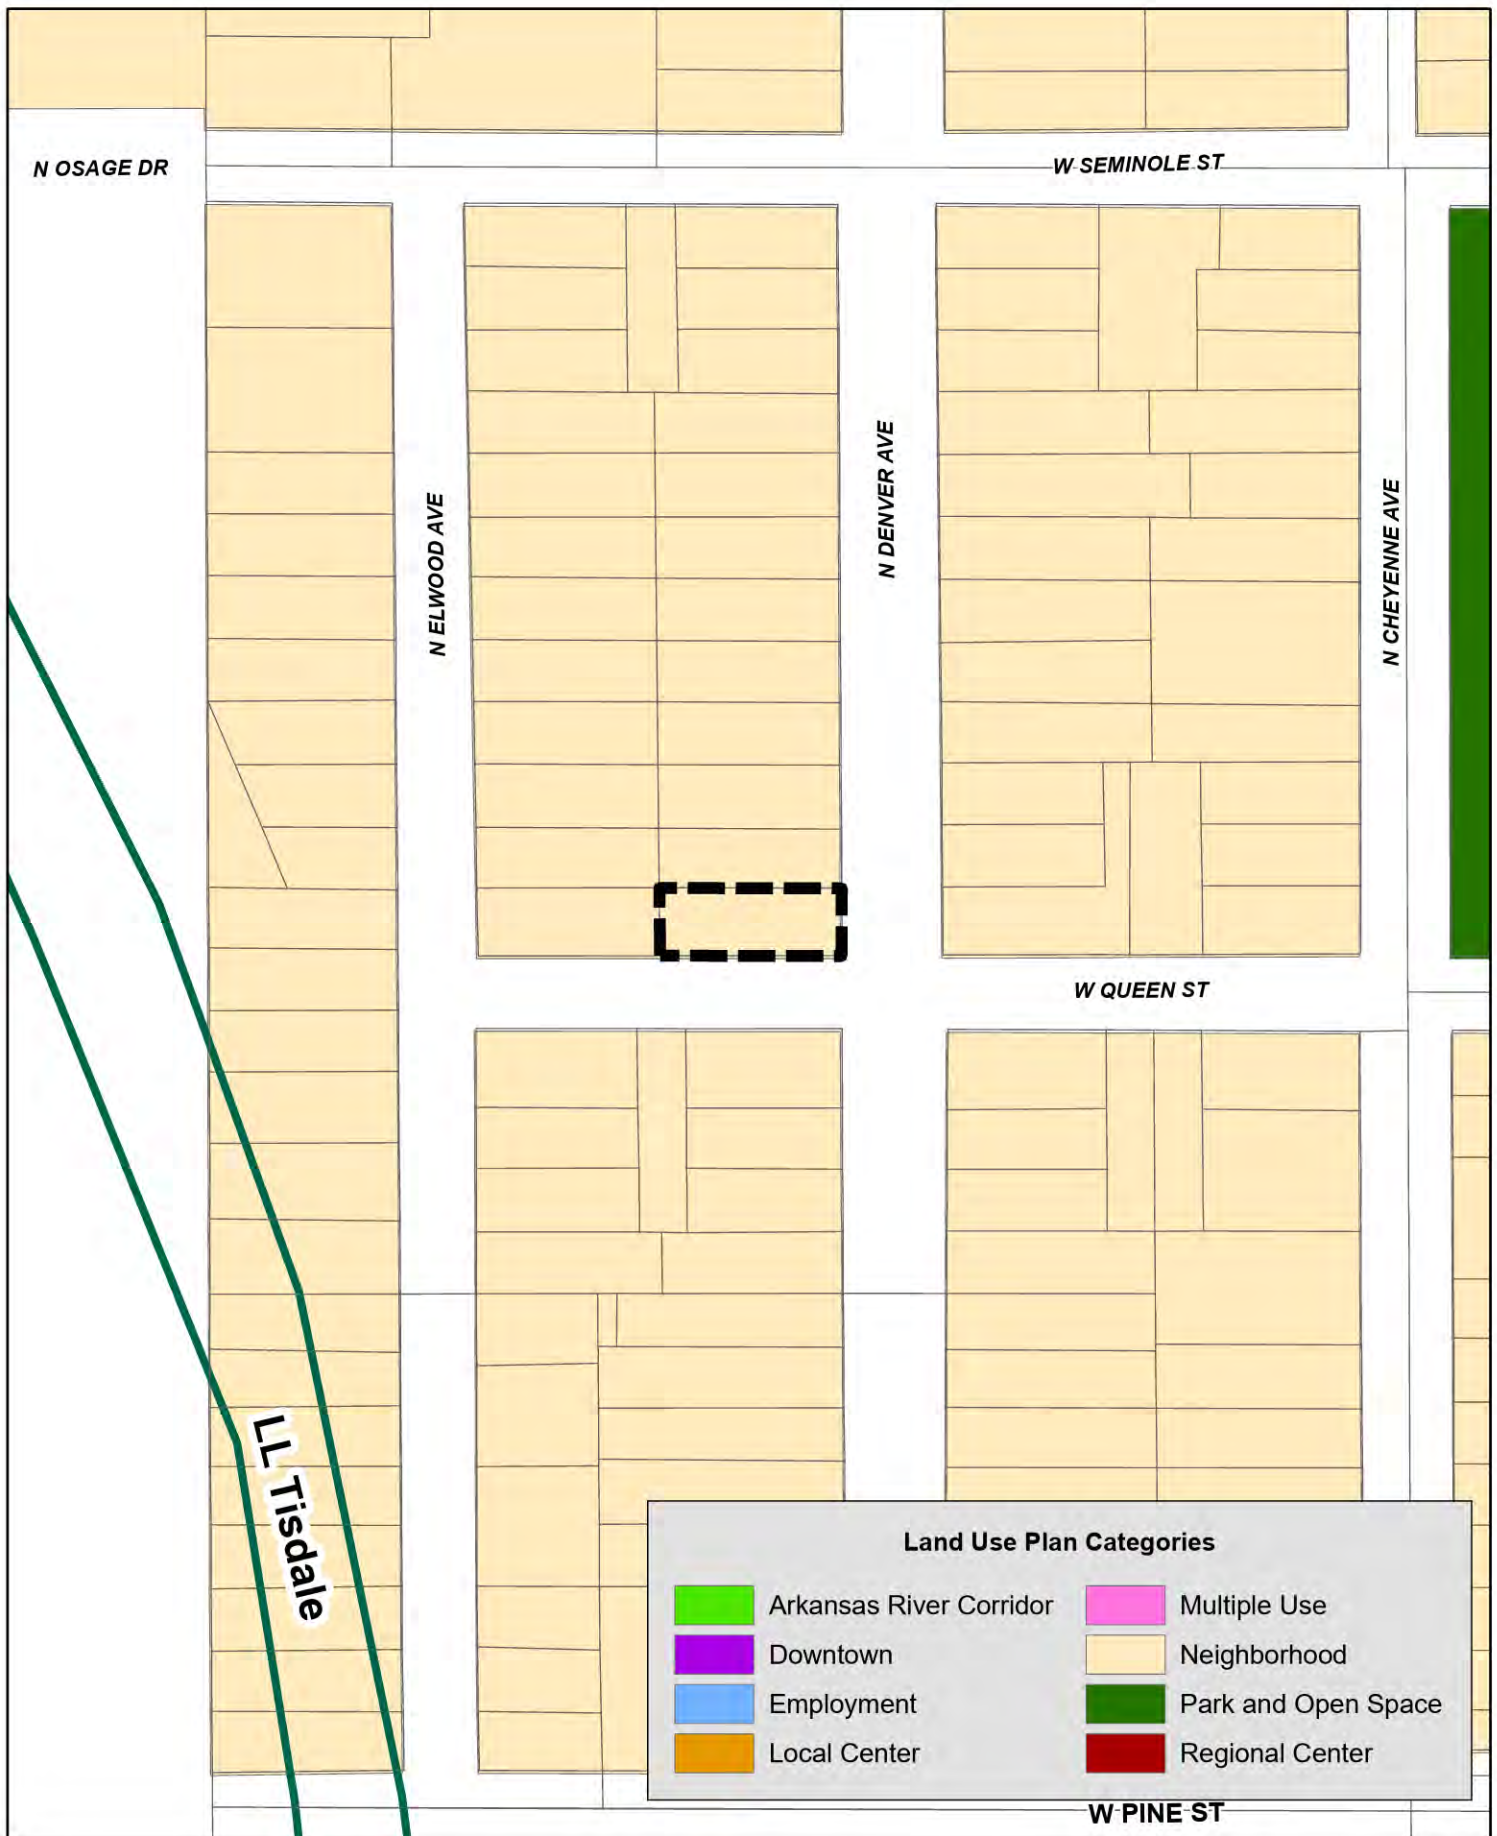 N OSAGE DR
W SEMINOLE ST
N ELWOOD AVE
N DENVER AVE
N CHEYENNE AVE
W QUEEN ST
LL Tisdale
Land Use Plan Categories
Arkansas River Corridor
Downtown
Employment
Local Center
Multiple Use
Neighborhood
Park and Open Space
Regional Center
W PINE ST